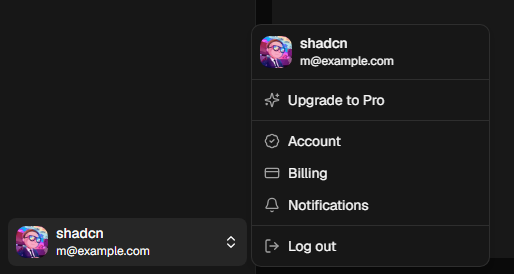 shadcn
m@example.com
Upgrade to Pro
Account
Billing
Notifications
Log out
shadcn
m@example.com